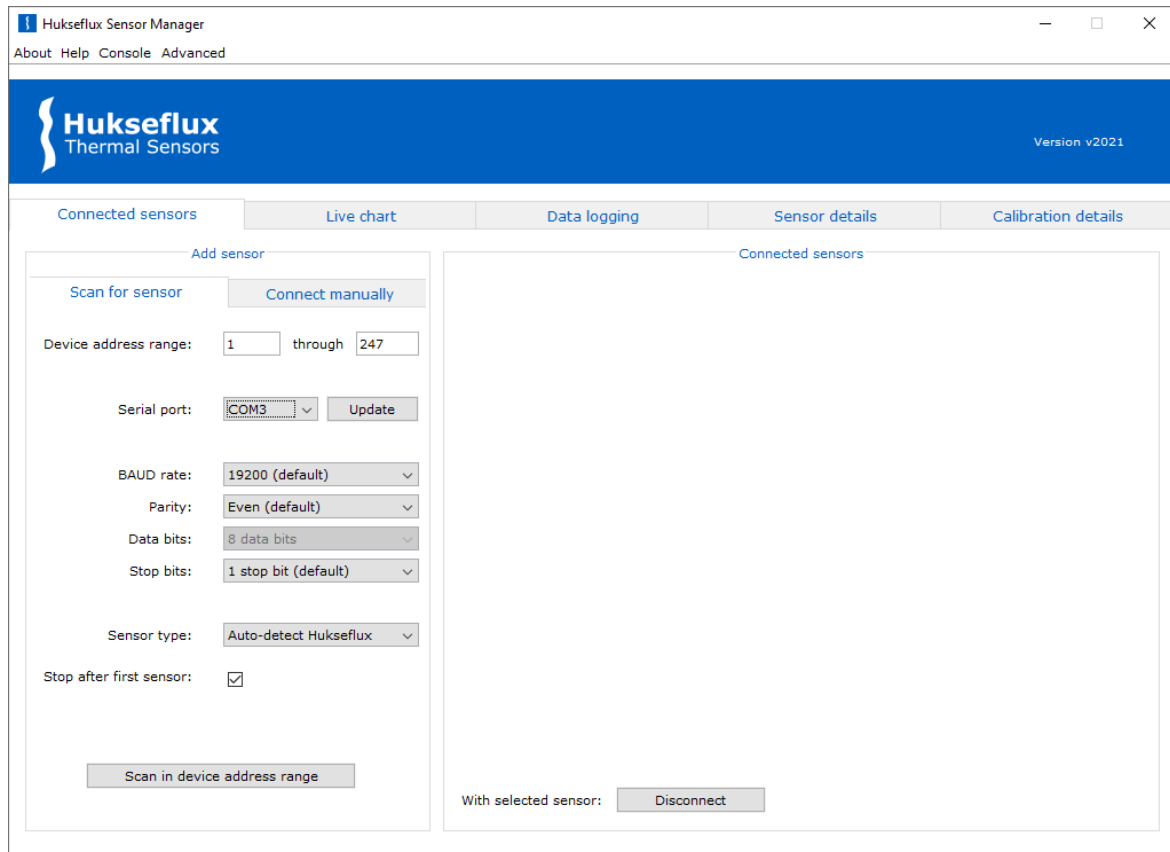 Hukseflux Sensor Manager
About Help Console Advanced
Hukseflux
Thermal Sensors
Version v2021
Connected sensors
Live chart
Data logging
Sensor details
Calibration details
Add sensor
Scan for sensor
Connect manually
Device address range: 1 through 247
Serial port: COM3 Update
BAUD rate: 19200 (default)
Parity: Even (default)
Data bits: 8 data bits
Stop bits: 1 stop bit (default)
Sensor type: Auto-detect Hukseflux
Stop after first sensor:
Scan in device address range
Connected sensors
With selected sensor: Disconnect